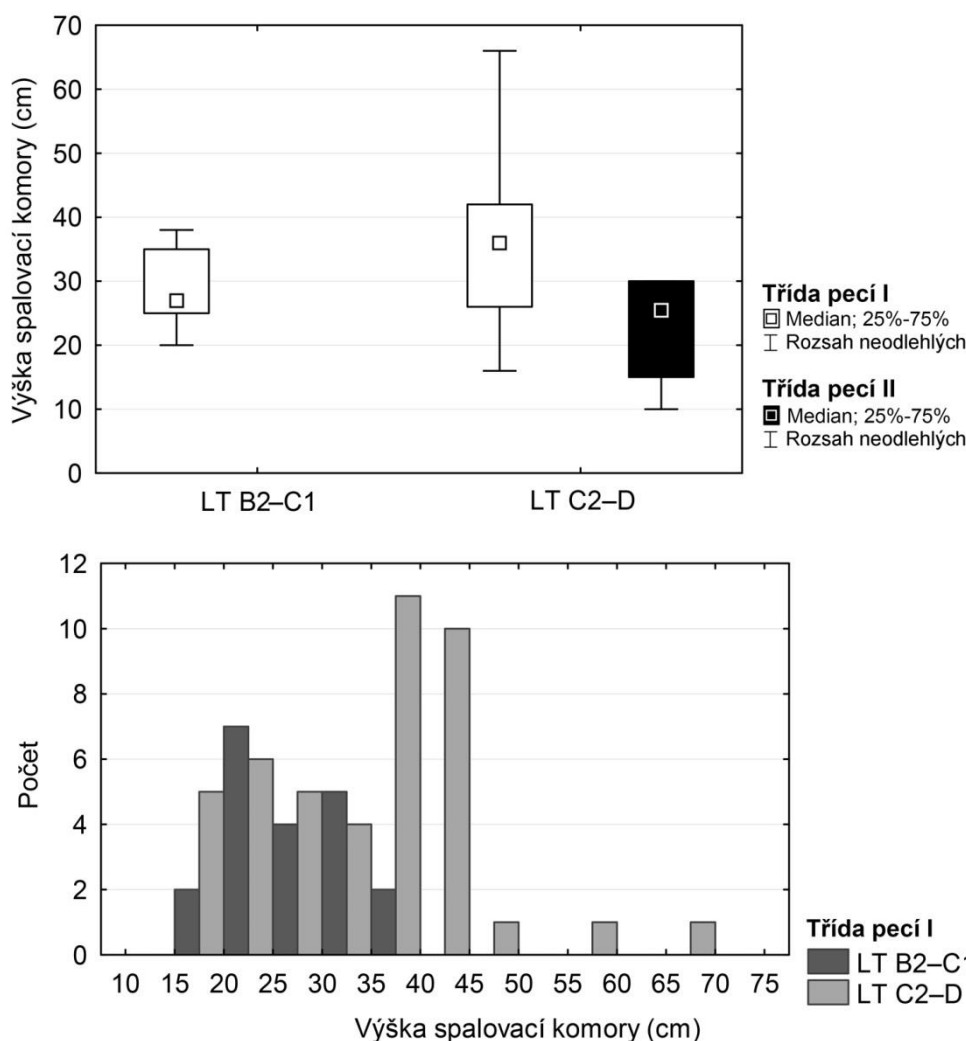 70
60
50
40
30
20
10
0
Výška spalovací komory (cm)
LT B2–C1
LT C2–D
Třída pecí I
Median; 25%-75%
Rozsah neodlehlých
Třída pecí II
Median; 25%-75%
Rozsah neodlehlých
12
10
8
6
4
2
0
Počet
10 15 20 25 30 35 40 45 50 55 60 65 70 75
Výška spalovací komory (cm)
Třída pecí I
LT B2–C1
LT C2–D